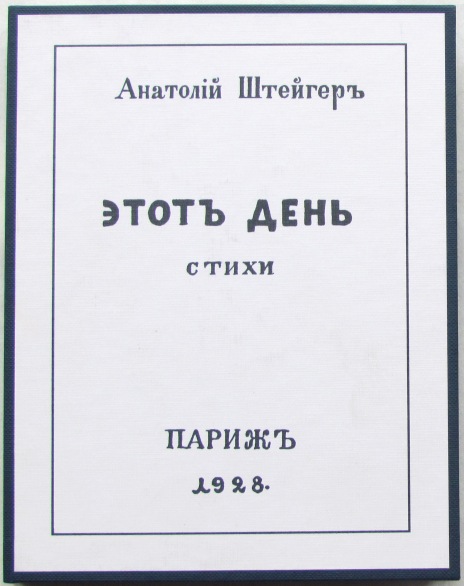 Анатолій Штейгеръ
ЭТОТЪ ДЕНЬ
СТИХИ
ПАРИЖЪ
1928.